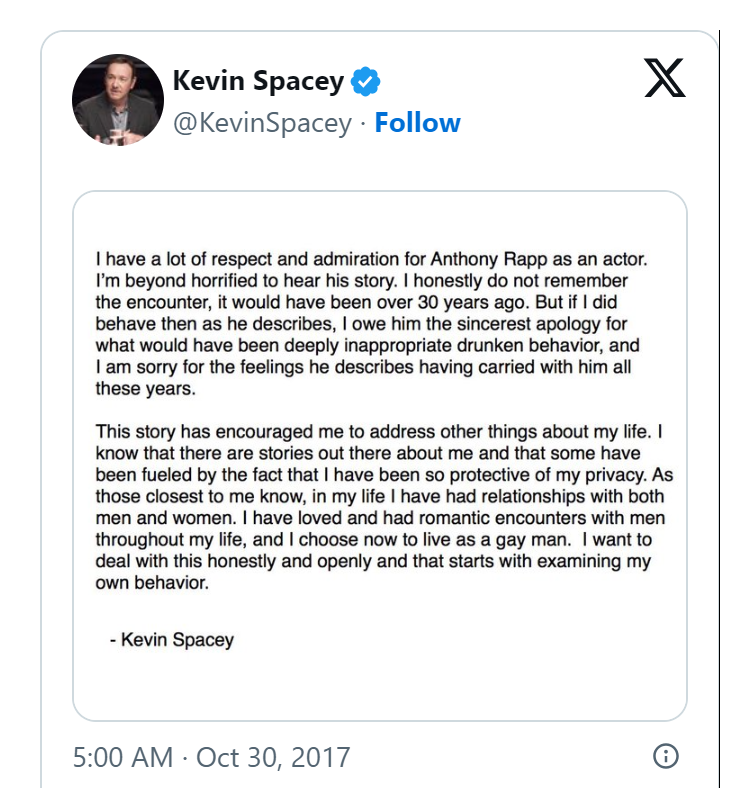 Kevin Spacey
@KevinSpacey · Follow
I have a lot of respect and admiration for Anthony Rapp as an actor.
I'm beyond horrified to hear his story. I honestly do not remember
the encounter, it would have been over 30 years ago. But if I did
behave then as he describes, I owe him the sincerest apology for
what would have been deeply inappropriate drunken behavior, and
I am sorry for the feelings he describes having carried with him all
these years.
This story has encouraged me to address other things about my life. I
know that there are stories out there about me and that some have
been fueled by the fact that I have been so protective of my privacy. As
those closest to me know, in my life I have had relationships with both
men and women. I have loved and had romantic encounters with men
throughout my life, and I choose now to live as a gay man.  I want to
deal with this honestly and openly and that starts with examining my
own behavior.
- Kevin Spacey
5:00 AM · Oct 30, 2017